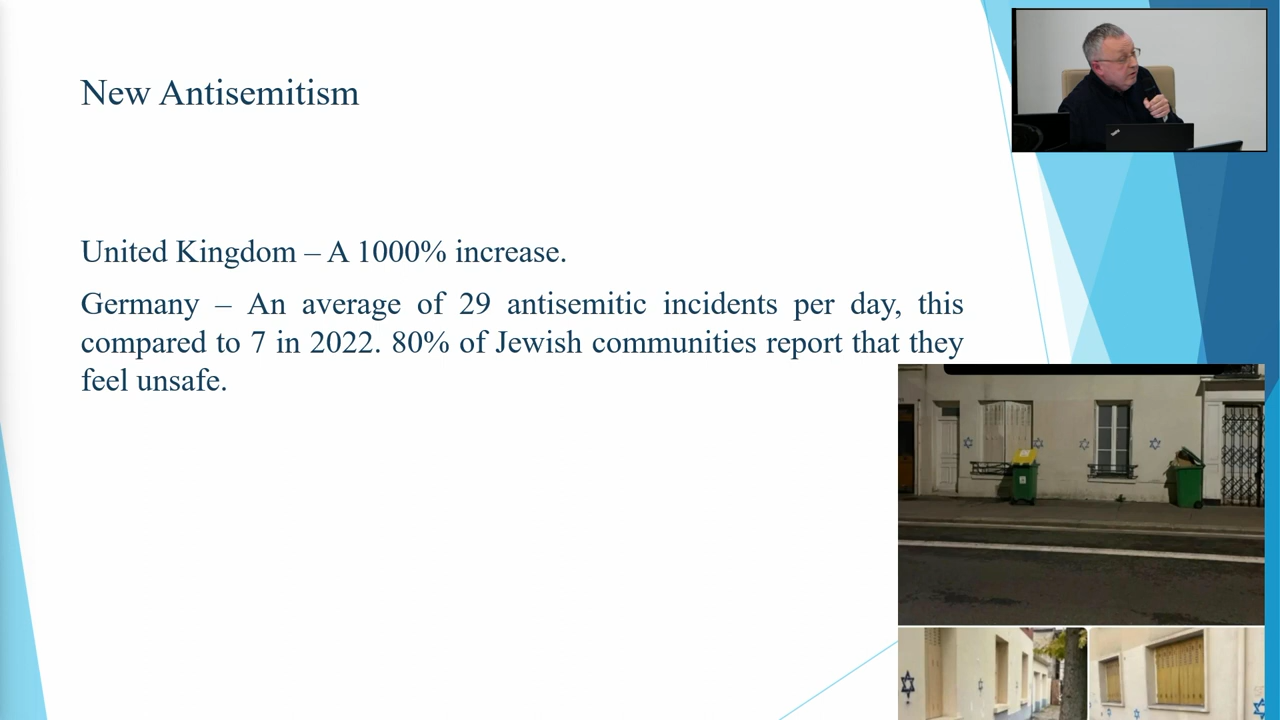 New Antisemitism
United Kingdom – A 1000% increase.
Germany – An average of 29 antisemitic incidents per day, this
compared to 7 in 2022. 80% of Jewish communities report that they
feel unsafe.